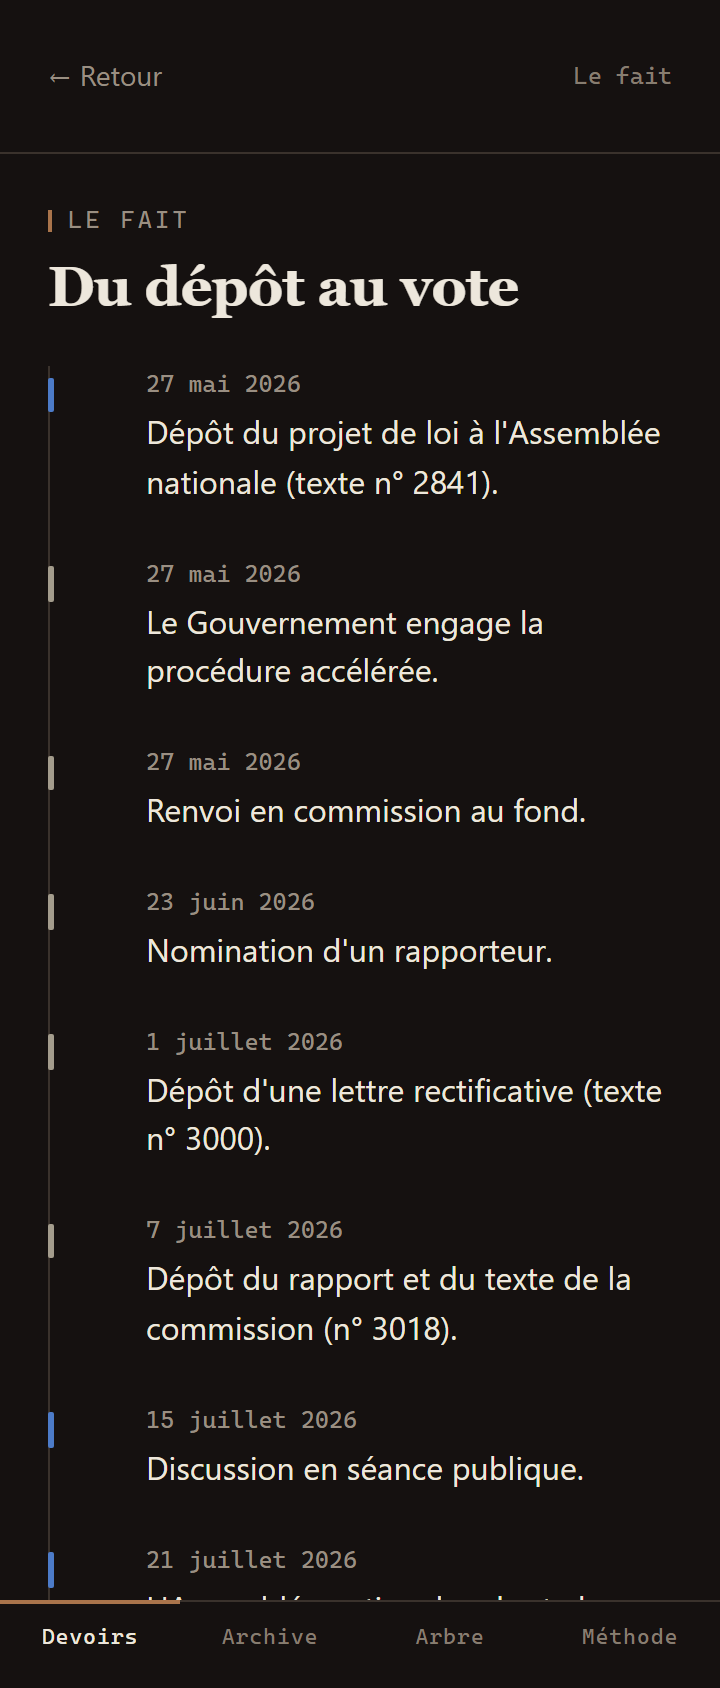 ← Retour
Le fait
LE FAIT
Du dépôt au vote
27 mai 2026
Dépôt du projet de loi à l'Assemblée
nationale (texte n° 2841).
27 mai 2026
Le Gouvernement engage la
procédure accélérée.
27 mai 2026
Renvoi en commission au fond.
23 juin 2026
Nomination d'un rapporteur.
1 juillet 2026
Dépôt d'une lettre rectificative (texte
n° 3000).
7 juillet 2026
Dépôt du rapport et du texte de la
commission (n° 3018).
15 juillet 2026
Discussion en séance publique.
21 juillet 2026
Devoirs
Archive
Arbre
Méthode